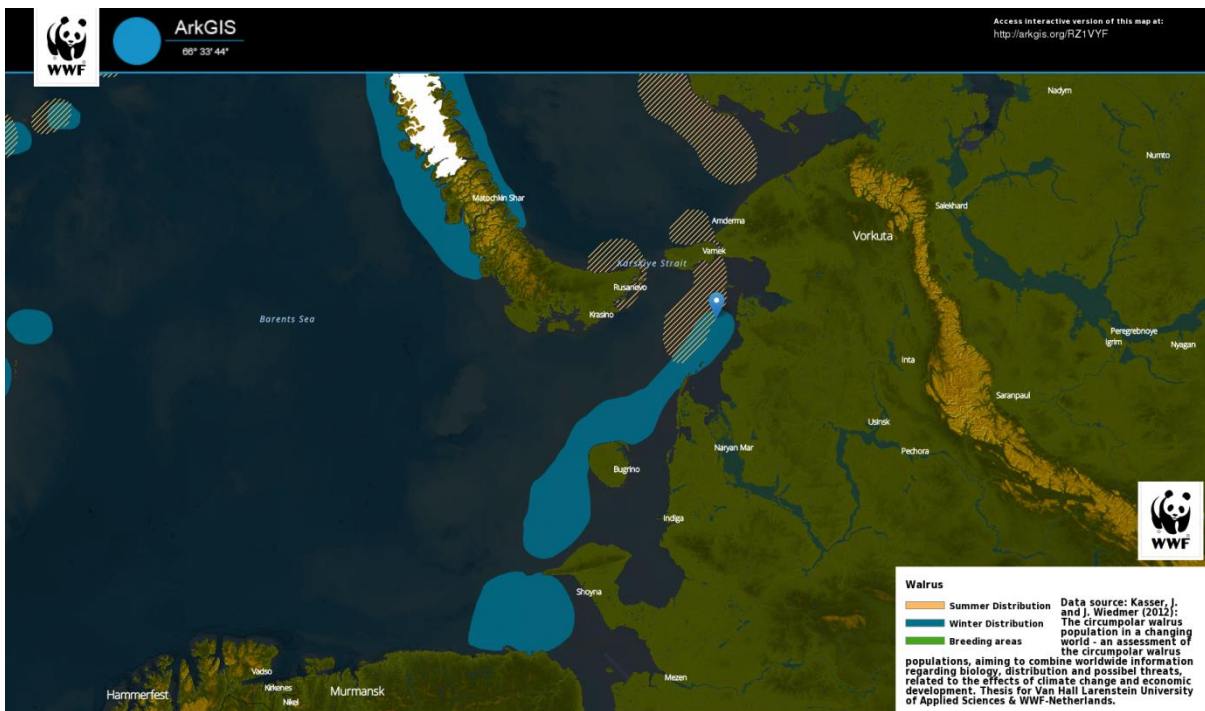 WWF
ArkGIS
66° 33' 44"
Access interactive version of this map at:
http://arkgis.org/RZ1VYF
Nadym
Numto
Matochkin Shar
Salekhard
Amderma
Vorkuta
Varnek
Karskiye Strait
Rusanovo
Krasino
Barents Sea
Peregrebnoye
Igrim
Nyagan
Inta
Saranpaul
Usinsk
Naryan Mar
Pechora
Bugrino
Indiga
WWF
Shoyna
Vadso
Mezen
Kirkenes
Hammerfest
Murmansk
Nikel
Walrus
Summer Distribution
Winter Distribution
Breeding areas
Data source: Kasser, J.
and J. Wiedmer (2012):
The circumpolar walrus
population in a changing
world - an assessment of
the circumpolar walrus
populations, aiming to combine worldwide information
regarding biology, distribution and possibel threats,
related to the effects of climate change and economic
development. Thesis for Van Hall Larenstein University
of Applied Sciences & WWF-Netherlands.